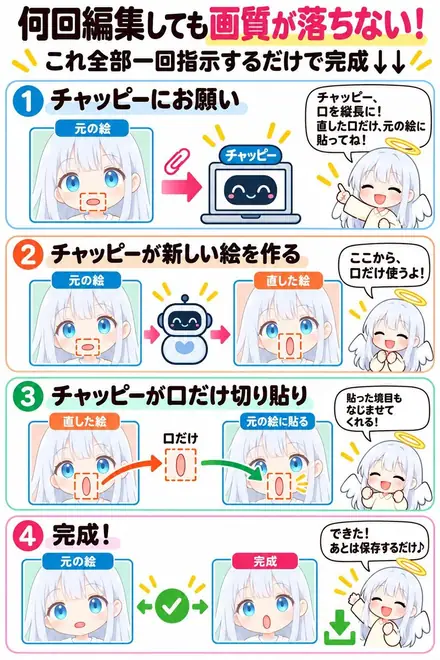 何回編集しても画質が落ちない!
これ全部一回指示するだけで完成↓↓
1 チャッピーにお願い
元の絵
チャッピー
チャッピー、
口を縦長に!
直した口だけ、元の絵に
貼ってね!
2 チャッピーが新しい絵を作る
元の絵
直した絵
ここから、
口だけ使うよ!
3 チャッピーが口だけ切り貼り
直した絵
口だけ
元の絵に貼る
貼った境目も
なじませて
くれる!
4 完成!
元の絵
完成
できた!
あとは保存するだけ♪